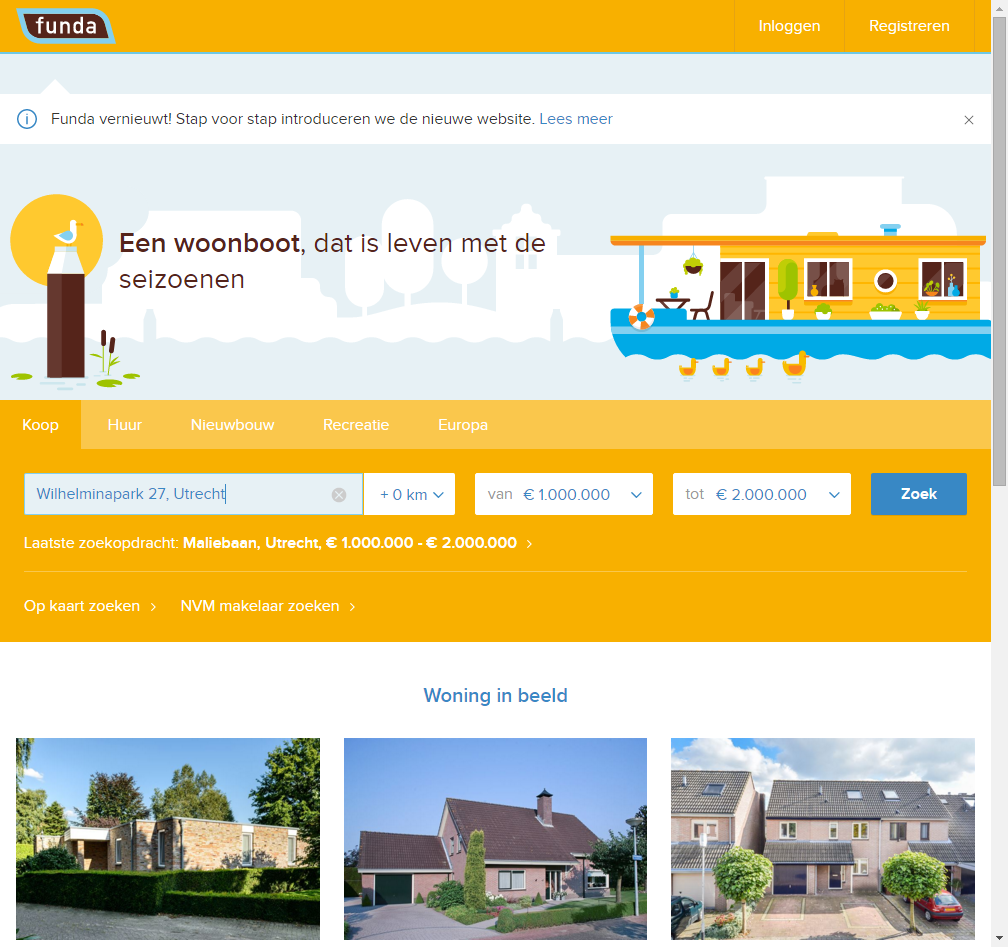 funda
Inloggen
Registreren
Funda vernieuwt! Stap voor stap introduceren we de nieuwe website. Lees meer
Een woonboot, dat is leven met de
seizoenen
Koop
Huur
Nieuwbouw
Recreatie
Europa
Wilhelminapark 27, Utrecht
+ 0 km
van € 1.000.000
tot € 2.000.000
Zoek
Laatste zoekopdracht: Maliebaan, Utrecht, € 1.000.000 - € 2.000.000
Op kaart zoeken
NVM makelaar zoeken
Woning in beeld